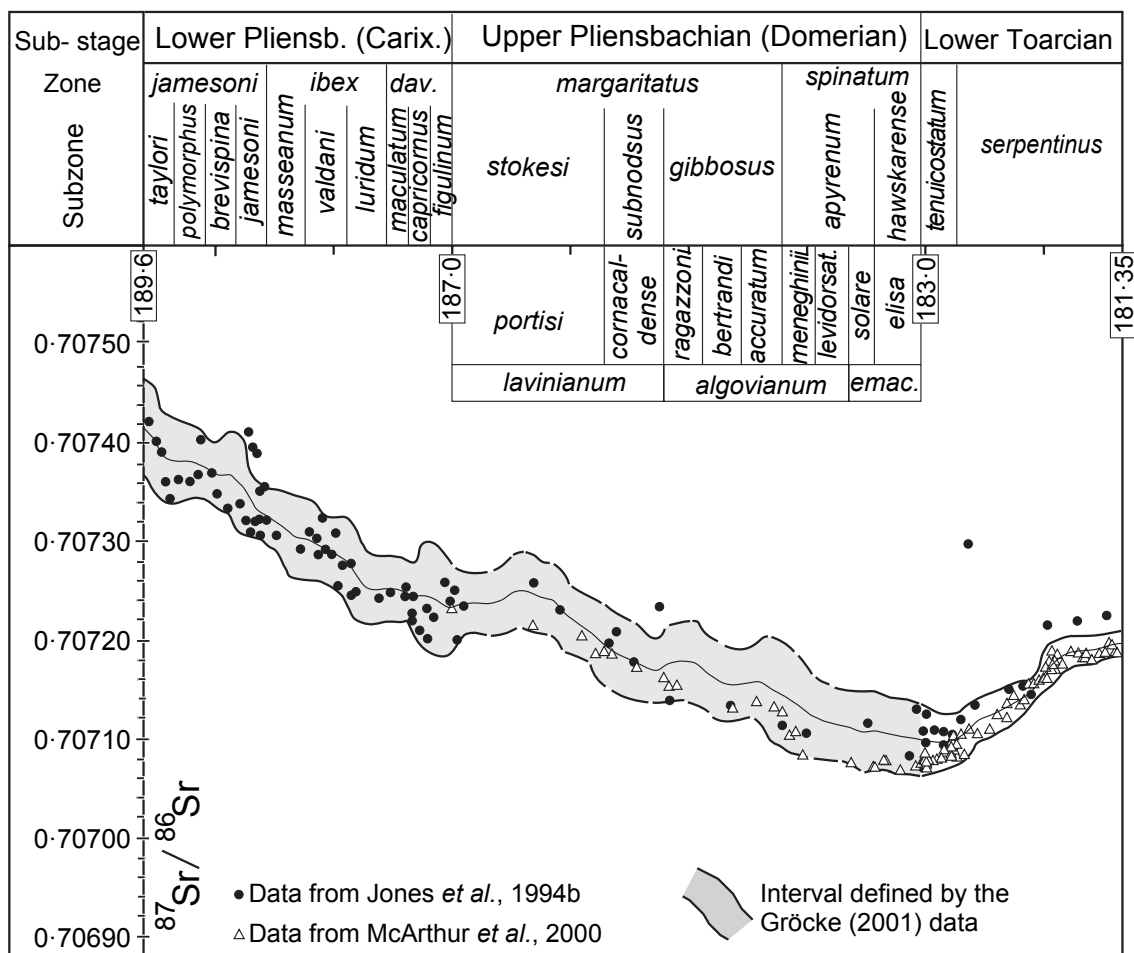 Sub- stage
Lower Pliensb. (Carix.)
Upper Pliensbachian (Domerian)
Lower Toarcian
Zone
jamesoni
ibex
dav.
margaritatus
spinatum
tenuicostatum
serpentinus
Subzone
taylori
polymorphus
brevispina
jamesoni
masseanum
valdani
luridum
maculatum
capricornus
figulinum
stokesi
subnodsus
gibbosus
apyrenum
hawskarense
189·6
187·0
183·0
181·35
portisi
cornacal-
dense
ragazzoni
bertrandi
accuratum
meneghinii
levidorsat.
solare
elisa
lavinianum
algovianum
emac.
0·70750
0·70740
0·70730
0·70720
0·70710
0·70700
0·70690
87Sr/ 86Sr
Data from Jones et al., 1994b
Data from McArthur et al., 2000
Interval defined by the
Gröcke (2001) data